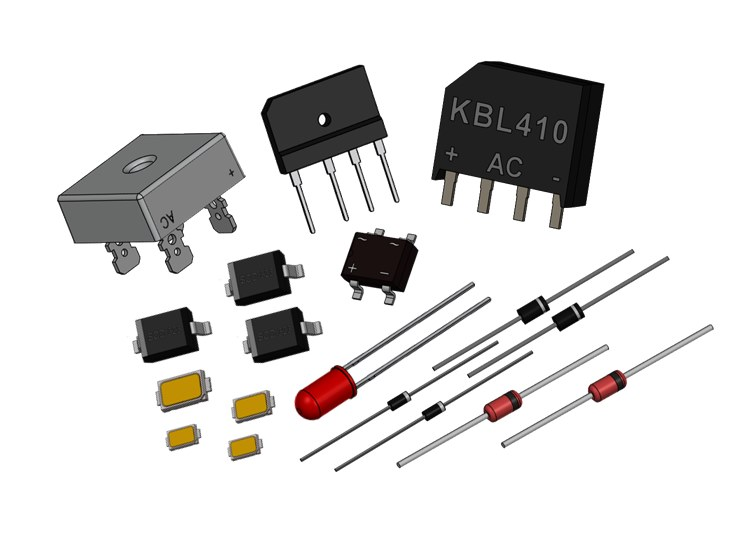 KBL410
+ AC -
+
AC
~ ~
+ -